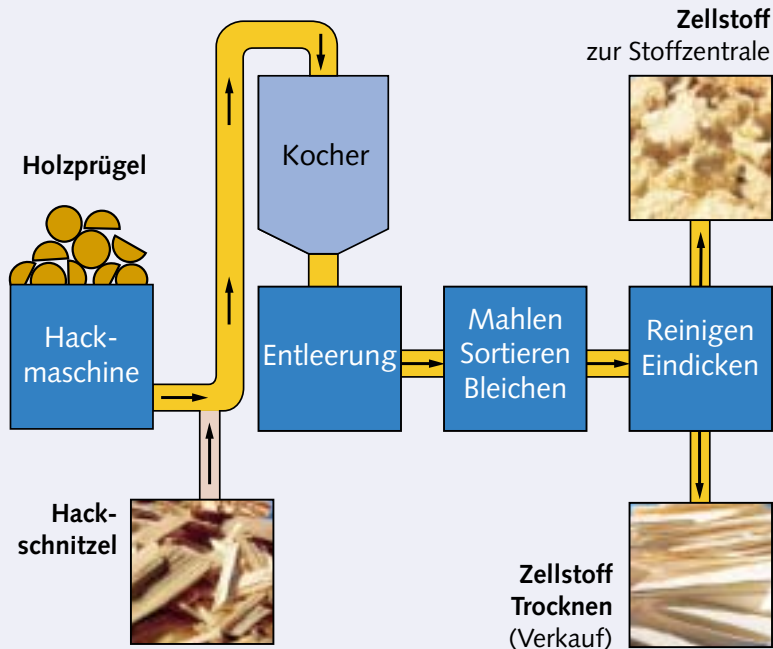 Zellstoff
zur Stoffzentrale
Kocher
Holzprügel
Hack-
maschine
Entleerung
Mahlen
Sortieren
Bleichen
Reinigen
Eindicken
Hack-
schnitzel
Zellstoff
Trocknen
(Verkauf)